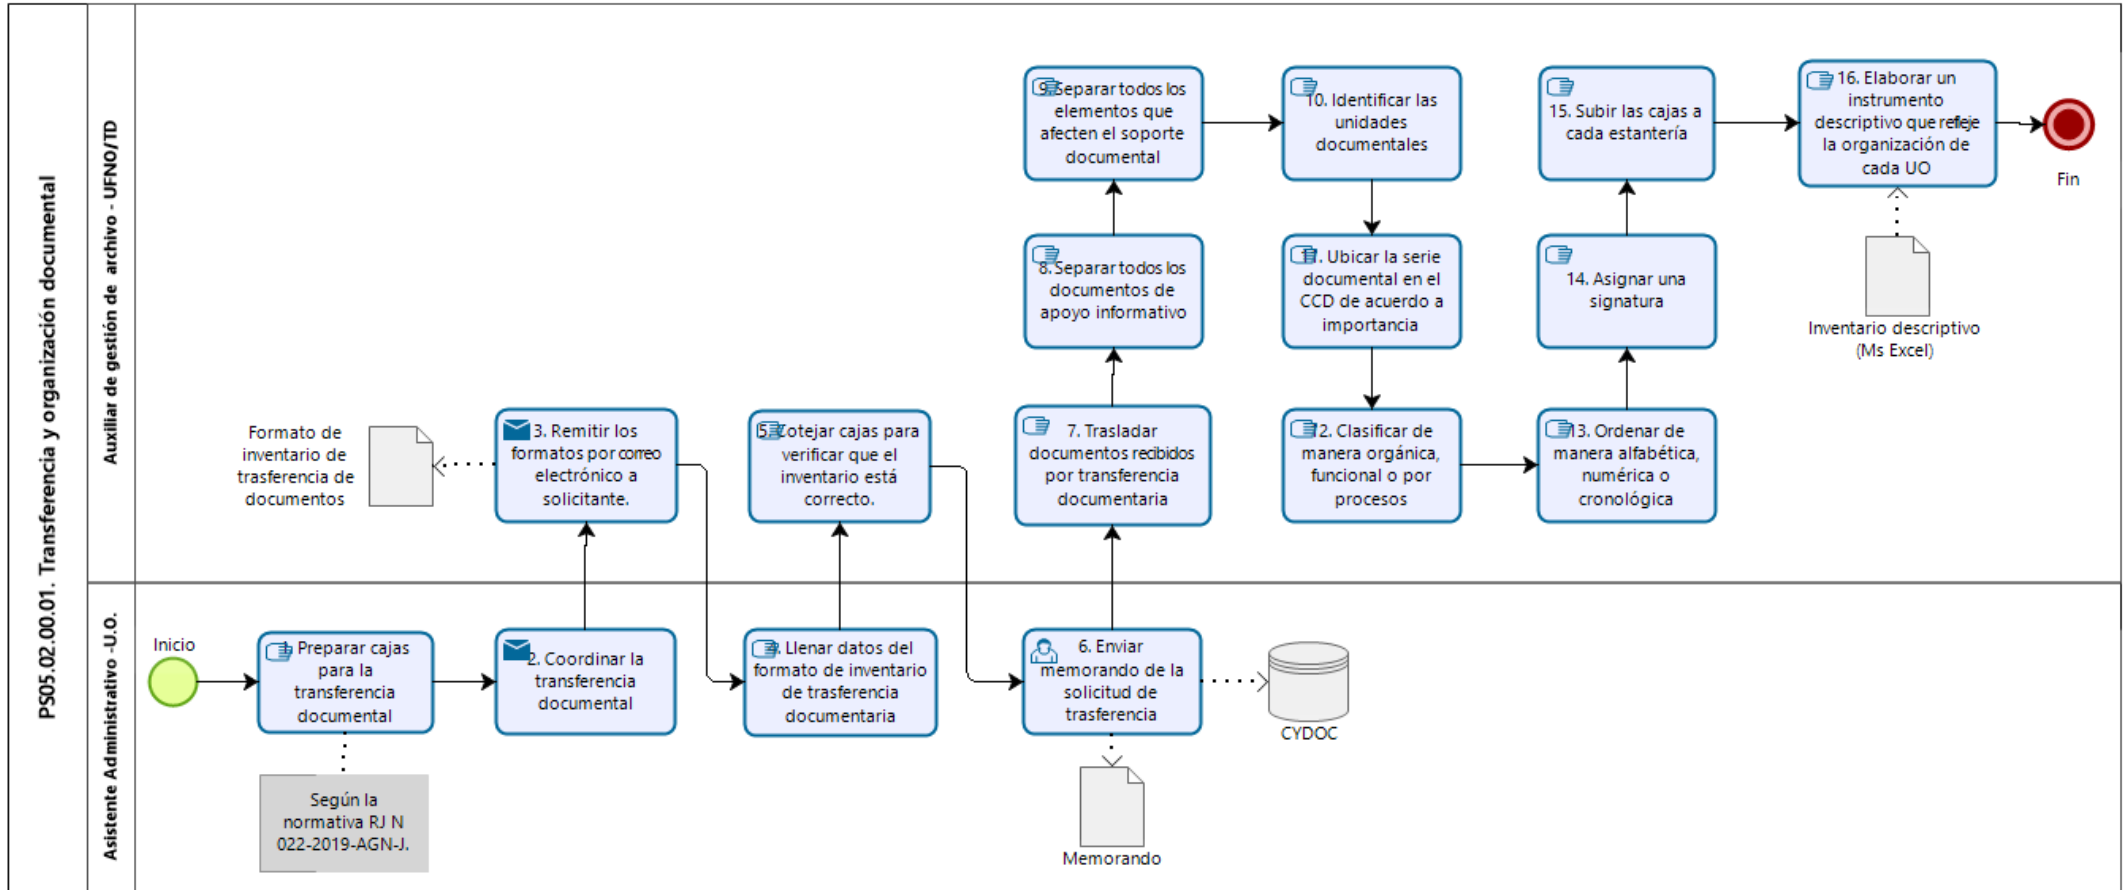 PS05.02.00.01. Transferencia y organización documental
Auxiliar de gestión de archivo - UFNO/TD
9. Separar todos los
elementos que
afecten el soporte
documental
10. Identificar las
unidades
documentales
15. Subir las cajas a
cada estantería
16. Elaborar un
instrumento
descriptivo que refleje
la organización de
cada UO
Fin
8. Separar todos los
documentos de
apoyo informativo
11. Ubicar la serie
documental en el
CCD de acuerdo a
importancia
14. Asignar una
signatura
Inventario descriptivo
(Ms Excel)
Formato de
inventario de
trasferencia de
documentos
3. Remitir los
formatos por correo
electrónico a
solicitante.
5. Cotejar cajas para
verificar que el
inventario está
correcto.
7. Trasladar
documentos recibidos
por transferencia
documentaria
12. Clasificar de
manera orgánica,
funcional o por
procesos
13. Ordenar de
manera alfabética,
numérica o
cronológica
Asistente Administrativo -U.O.
Inicio
1. Preparar cajas
para la
transferencia
documental
2. Coordinar la
transferencia
documental
4. Llenar datos del
formato de inventario
de trasferencia
documentaria
6. Enviar
memorando de la
solicitud de
trasferencia
CYDOC
Según la
normativa RJ N
022-2019-AGN-J.
Memorando